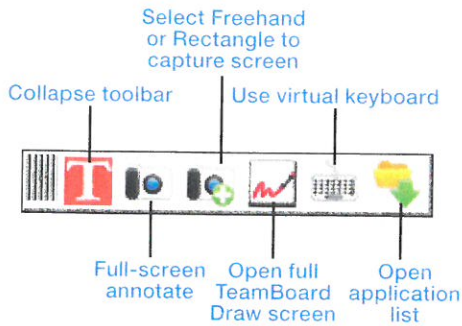 Select Freehand
or Rectangle to
capture screen
Collapse toolbar
Use virtual keyboard
T
Full-screen
annotate
Open full
TeamBoard
Draw screen
Open
application
list